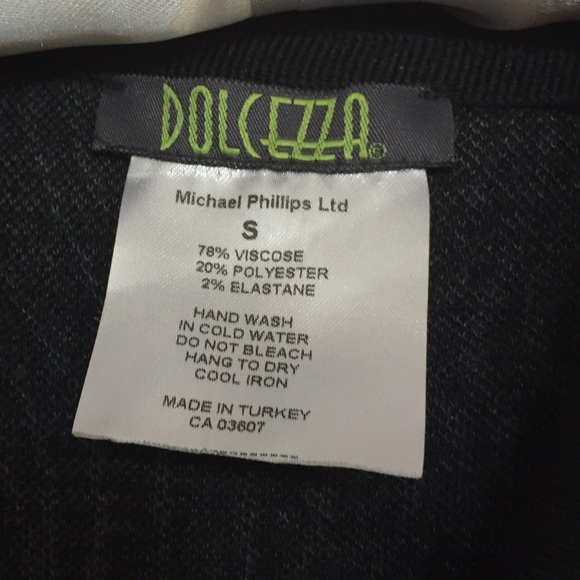 DOLCEZZA®
Michael Phillips Ltd
S
78% VISCOSE
20% POLYESTER
2% ELASTANE
HAND WASH
IN COLD WATER
DO NOT BLEACH
HANG TO DRY
COOL IRON
MADE IN TURKEY
CA 03607